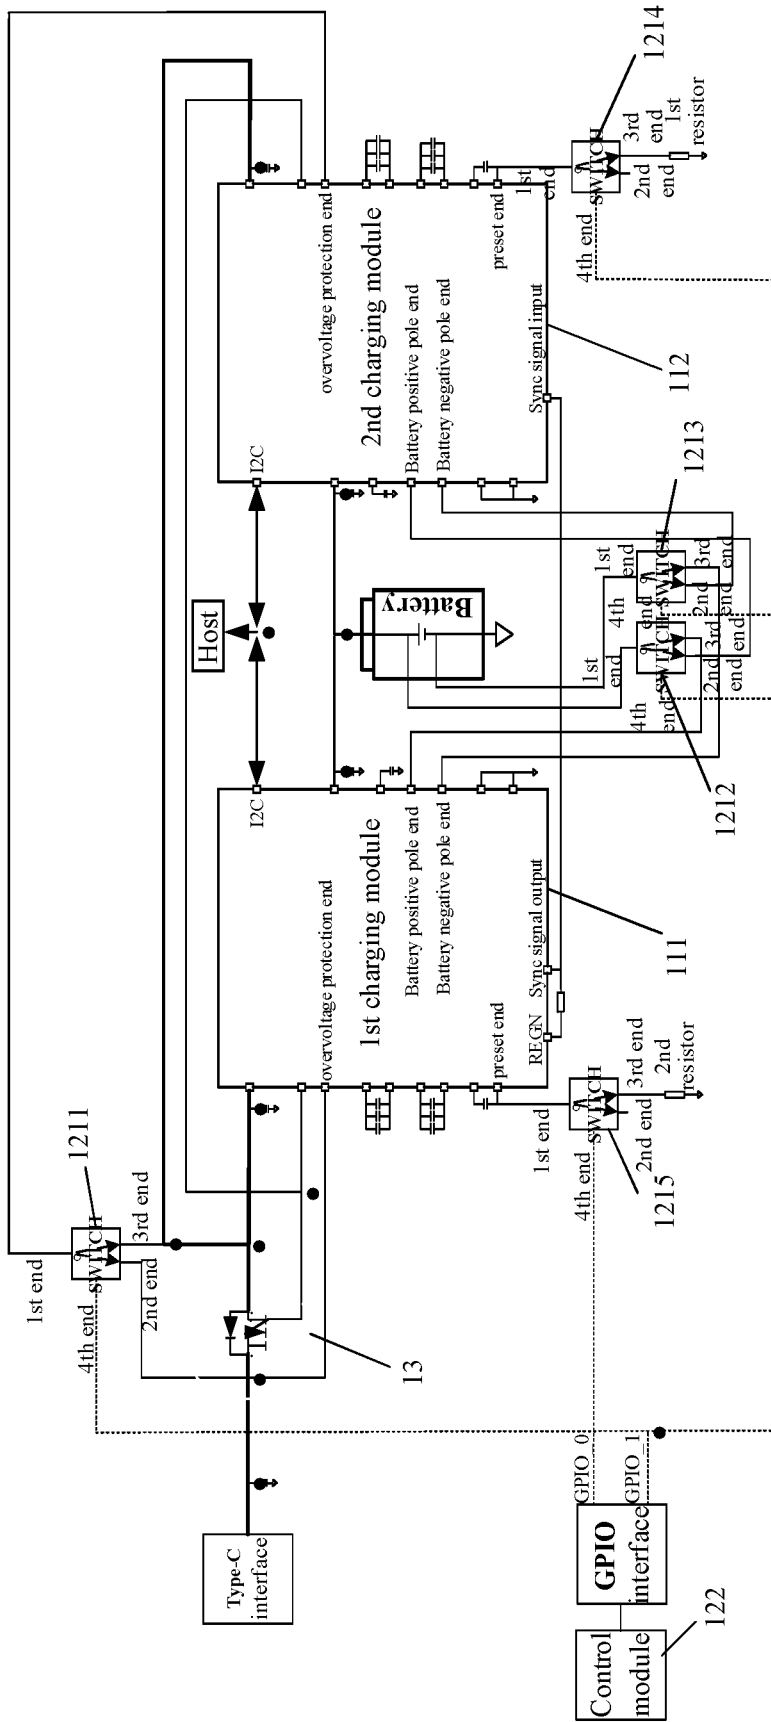 1214
3rd
end
1st
resistor
SWITCH
2nd
end
4th end
1st
end
preset end
overvoltage protection end
2nd charging module
Battery positive pole end
Battery negative pole end
Sync signal input
112
I2C
Host
Battery
1213
1st
end
SWITCH
4th
end
3rd
end
2nd
end
1212
1st
end
SWITCH
4th
end
3rd
end
2nd
end
I2C
overvoltage protection end
1st charging module
Battery positive pole end
Battery negative pole end
Sync signal output
REGN
preset end
111
1215
1st end
SWITCH
3rd end
2nd
resistor
2nd end
4th end
1211
1st end
SWITCH
3rd end
2nd end
4th end
13
Type-C
interface
GPIO_0
GPIO_1
GPIO
interface
Control
module
122